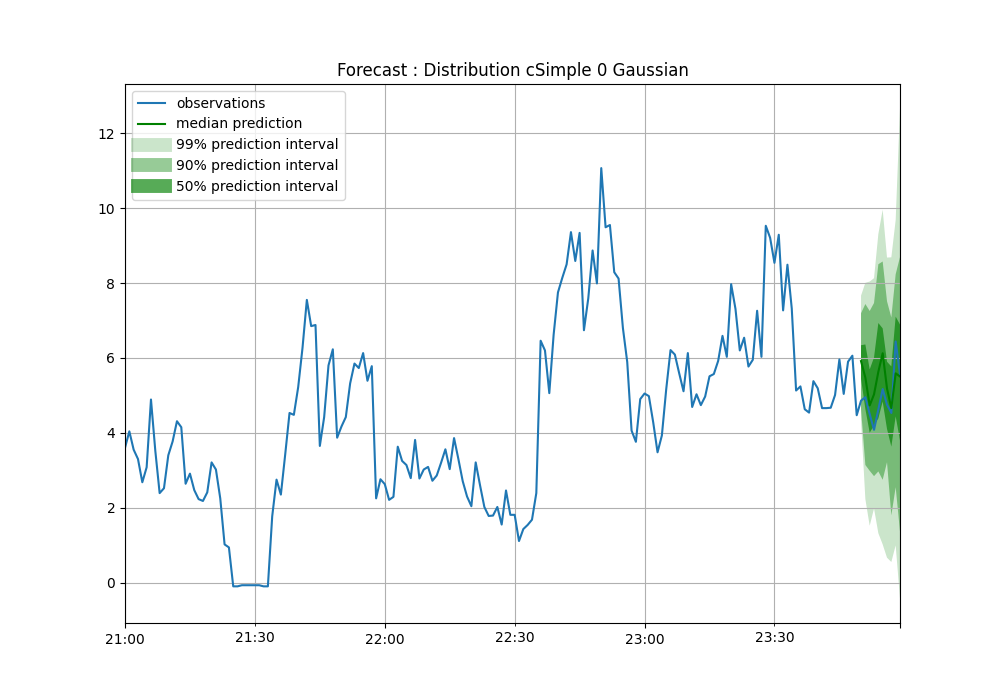 Forecast : Distribution cSimple 0 Gaussian
observations
median prediction
99% prediction interval
90% prediction interval
50% prediction interval
12
10
8
6
4
2
0
21:00
21:30
22:00
22:30
23:00
23:30